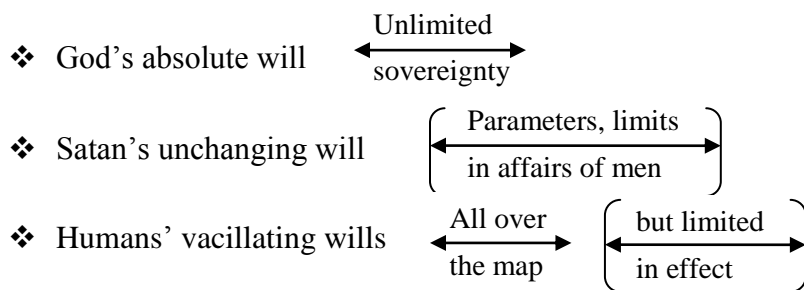 Unlimited
❖ God's absolute will
sovereignty
Parameters, limits
❖ Satan's unchanging will
in affairs of men
All over but limited
❖ Humans' vacillating wills
the map in effect